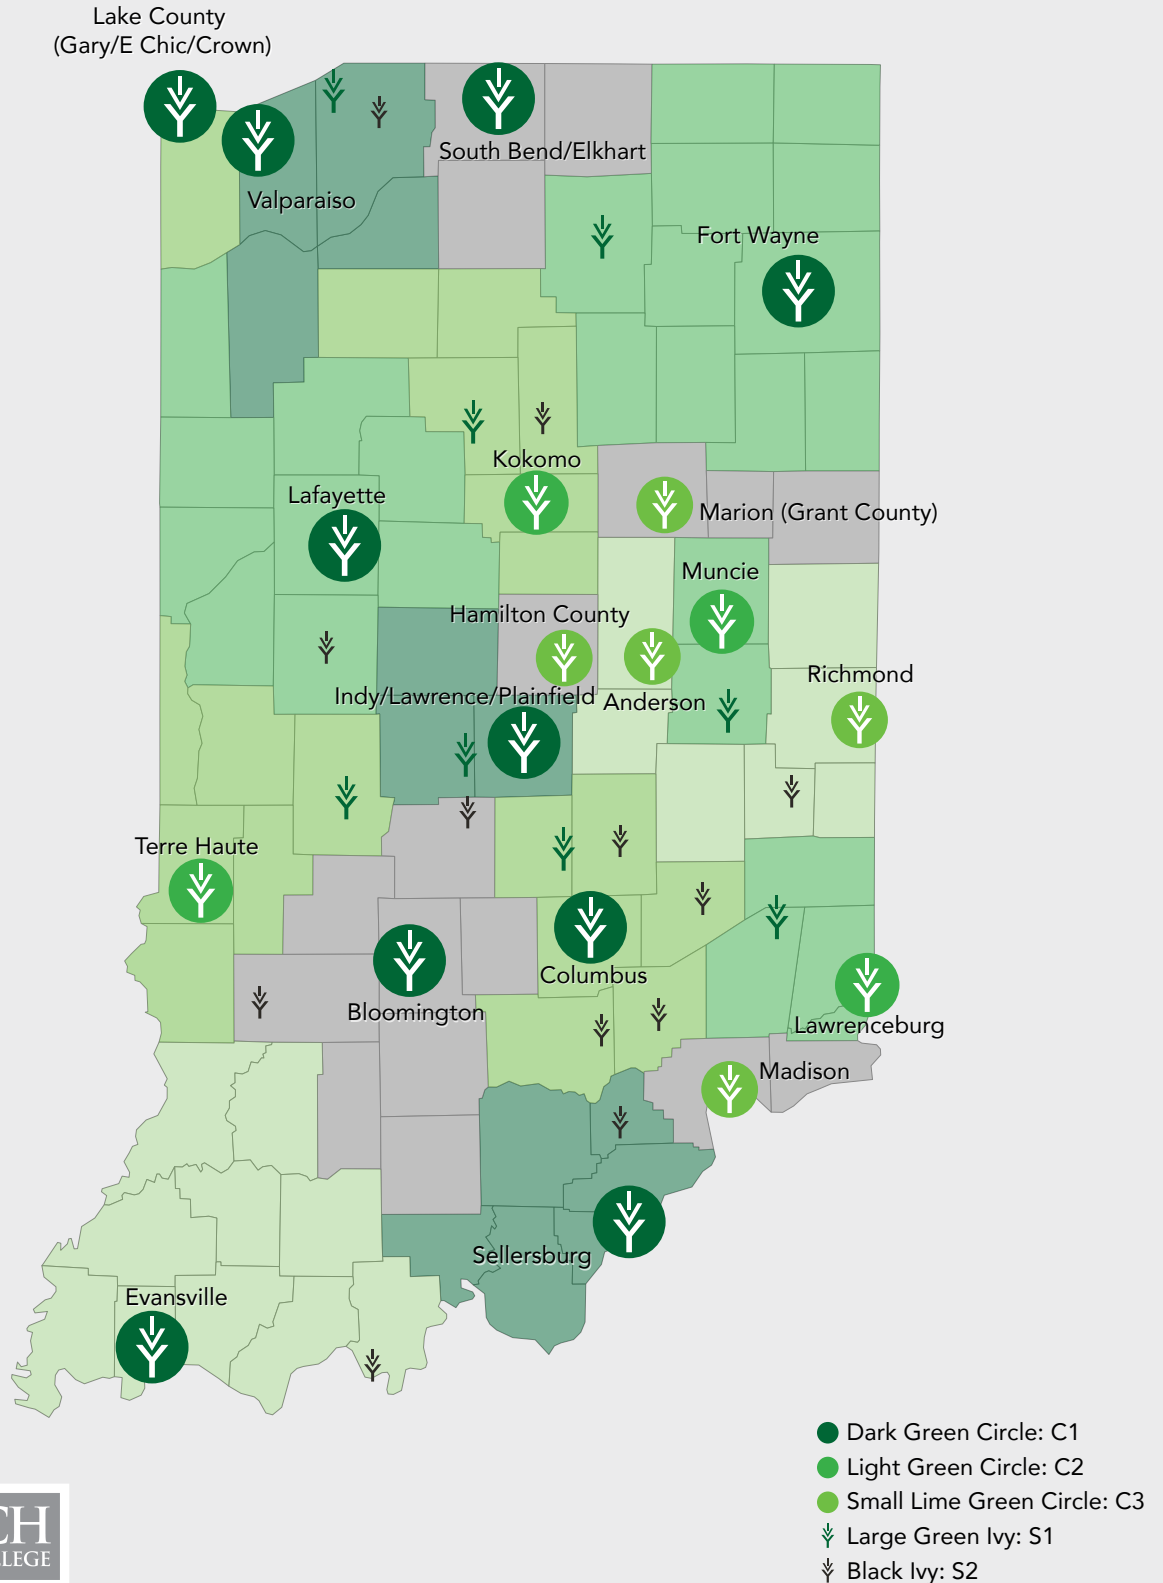 Lake County
(Gary/E Chic/Crown)
South Bend/Elkhart
Valparaiso
Fort Wayne
Kokomo
Lafayette
Marion (Grant County)
Muncie
Hamilton County
Richmond
Indy/Lawrence/Plainfield
Anderson
Terre Haute
Columbus
Bloomington
Lawrenceburg
Madison
Sellersburg
Evansville
Dark Green Circle: C1
Light Green Circle: C2
Small Lime Green Circle: C3
Large Green Ivy: S1
Black Ivy: S2
CH
LLEGE